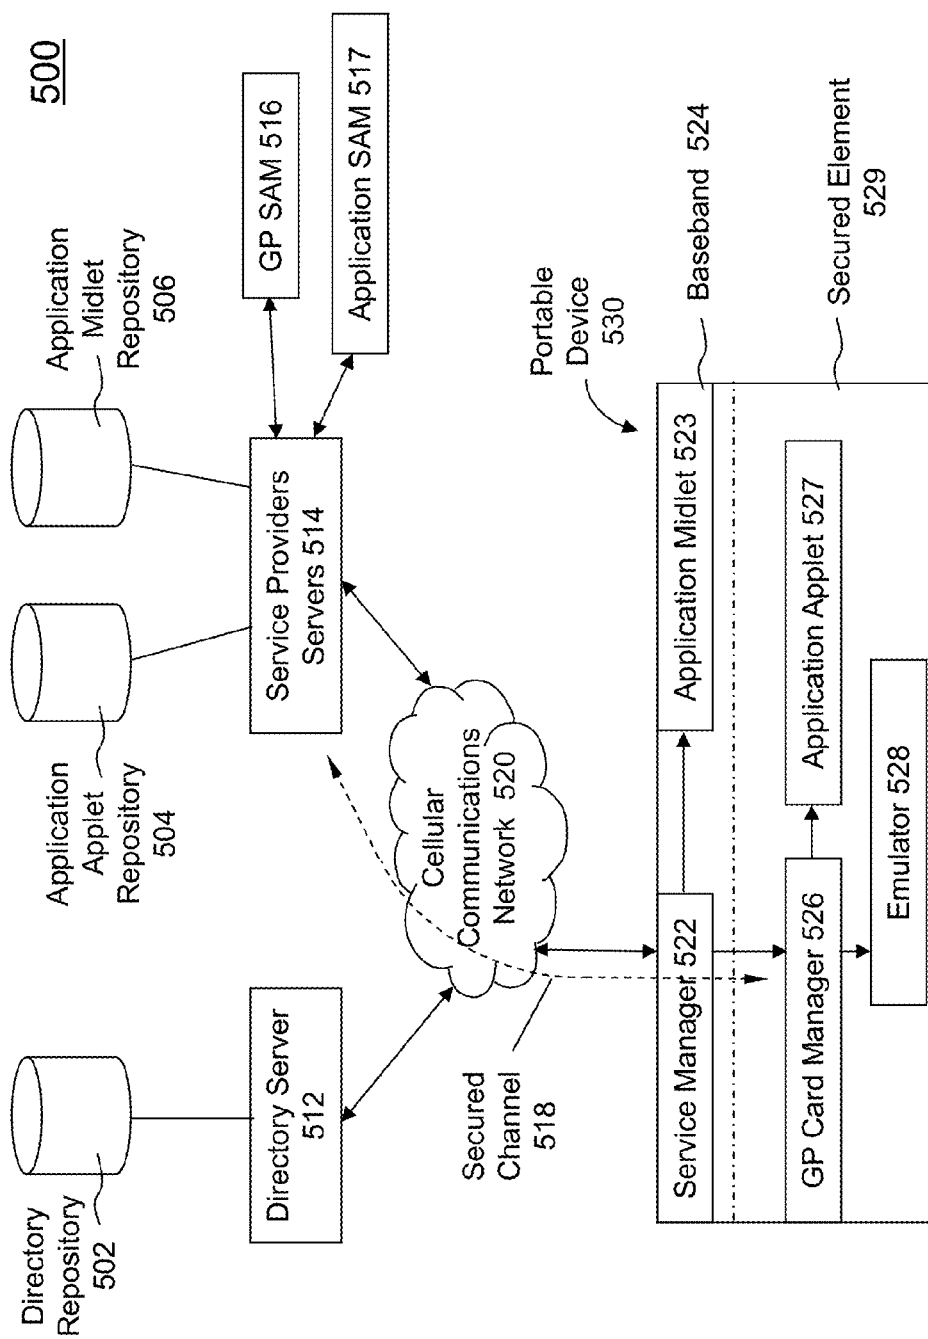 500
Directory
Repository
502
Application
Applet
Repository
504
Application
Midlet
Repository
506
Directory Server
512
Service Providers
Servers 514
GP SAM 516
Application SAM 517
Cellular
Communications
Network 520
Secured
Channel
518
Portable
Device
530
Service Manager 522
Application Midlet 523
Baseband 524
GP Card Manager 526
Application Applet 527
Secured Element
529
Emulator 528